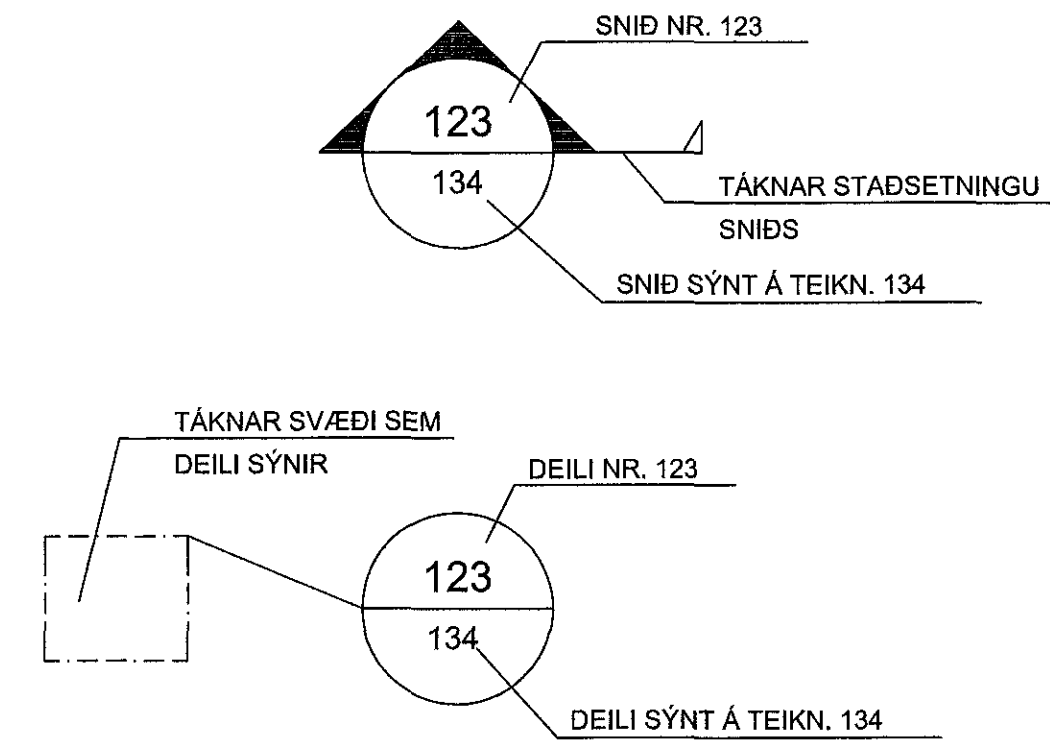 SNIÐ NR. 123
123
134
TÁKNAR STAÐSETNINGU
SNIÐS
SNIÐ SÝNT Á TEIKN. 134
TÁKNAR SVÆÐI SEM
DEILI SÝNIR
DEILI NR. 123
123
134
DEILI SÝNT Á TEIKN. 134